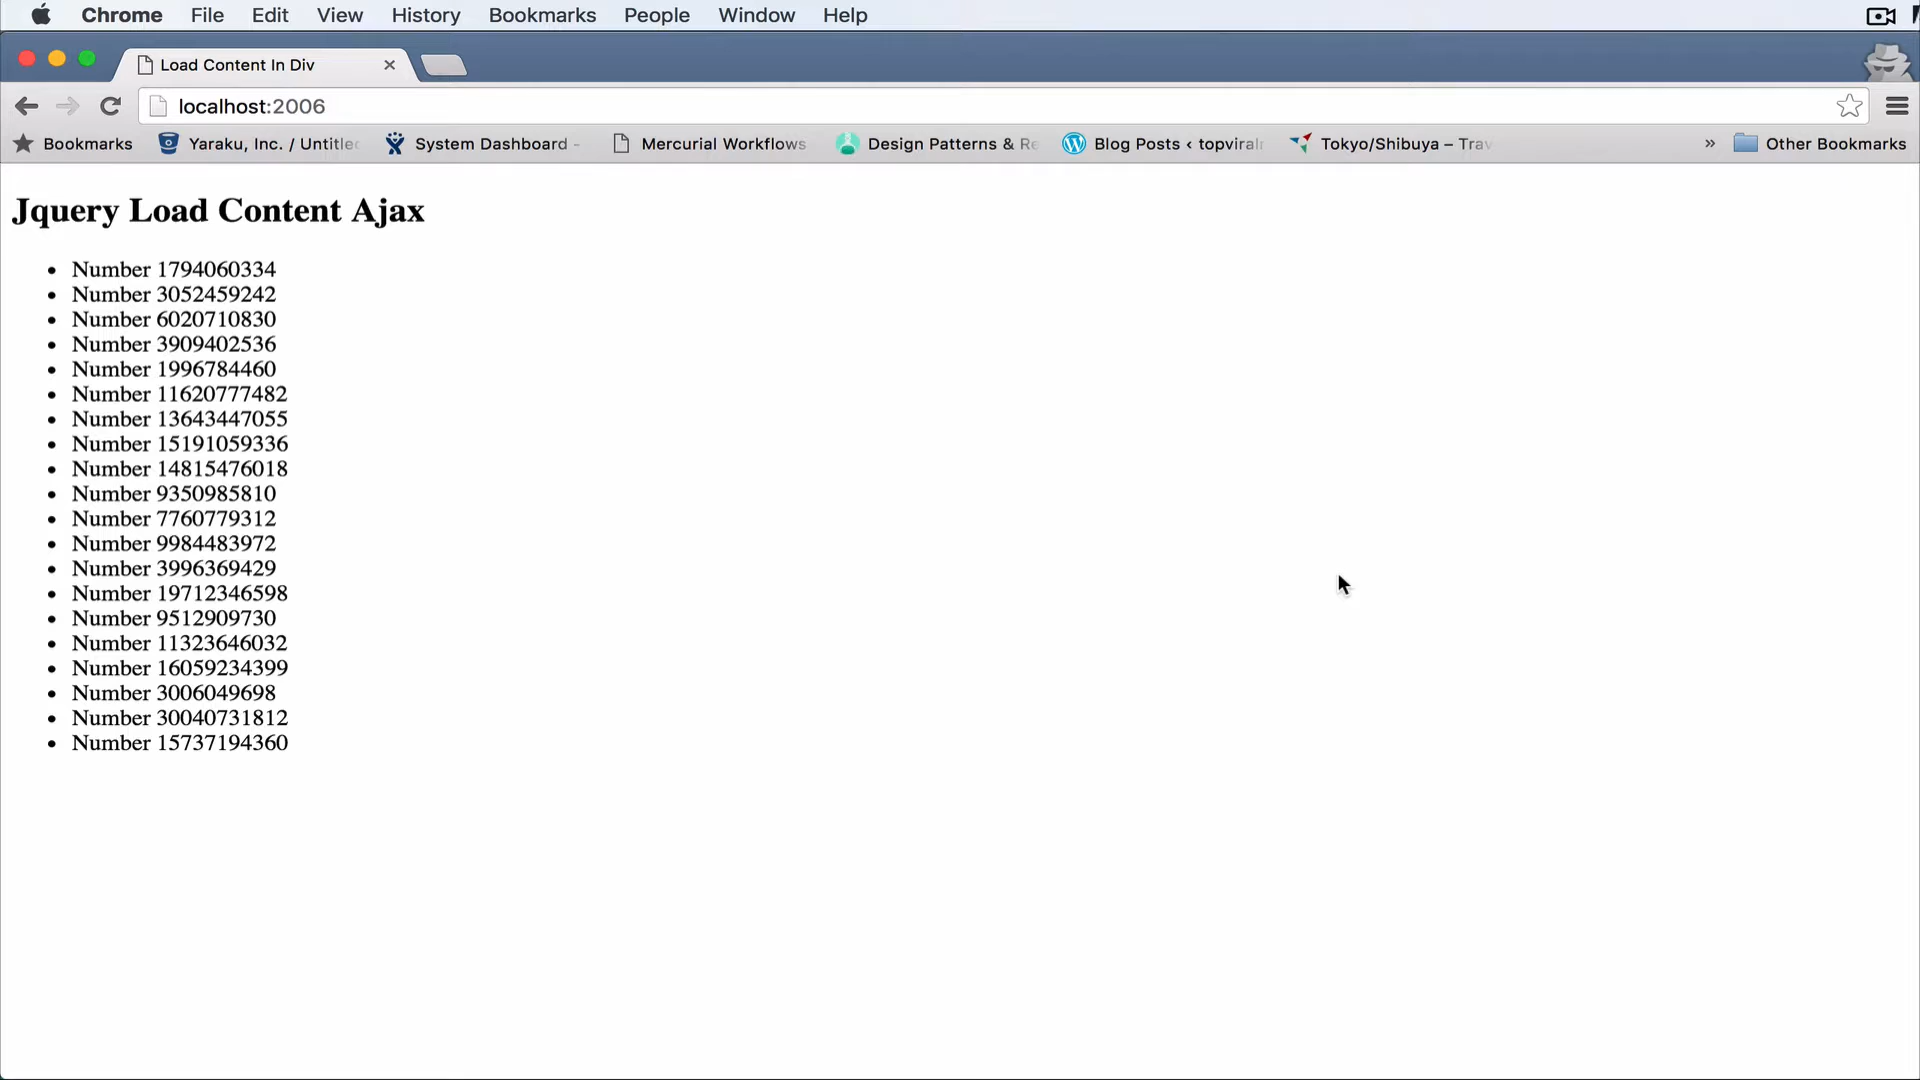 Chrome File Edit View History Bookmarks People Window Help
Load Content In Div
localhost:2006
Bookmarks Yaraku, Inc. / Untitle System Dashboard - Mercurial Workflows Design Patterns & Re Blog Posts ‹ topviralr Tokyo/Shibuya – Trav » Other Bookmarks
Jquery Load Content Ajax
• Number 1794060334
• Number 3052459242
• Number 6020710830
• Number 3909402536
• Number 1996784460
• Number 11620777482
• Number 13643447055
• Number 15191059336
• Number 14815476018
• Number 9350985810
• Number 7760779312
• Number 9984483972
• Number 3996369429
• Number 19712346598
• Number 9512909730
• Number 11323646032
• Number 16059234399
• Number 3006049698
• Number 30040731812
• Number 15737194360